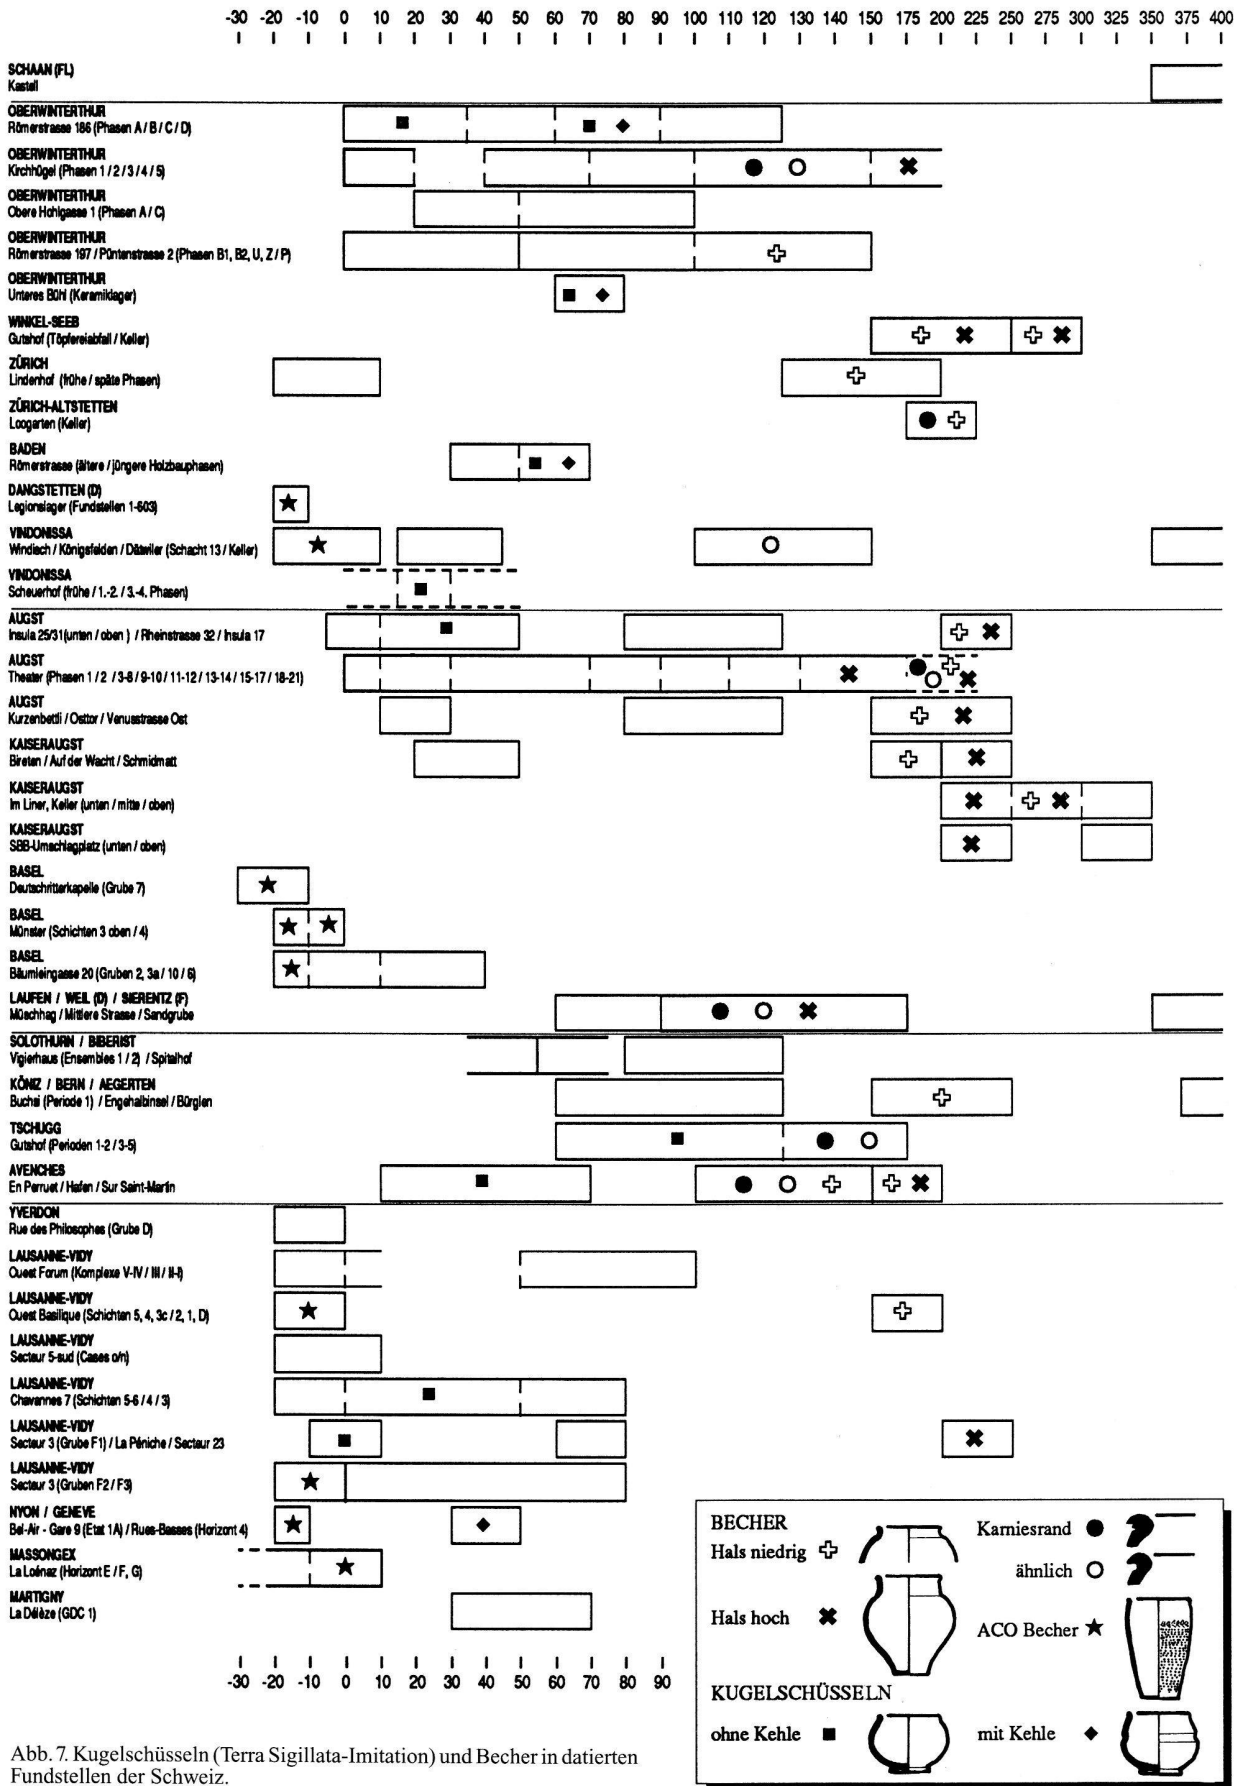 -30 -20 -10 0 10 20 30 40 50 60 70 80 90 100 110 120 130 140 150 175 200 225 250 275 300 325 350 375 400
SCHAAN (FL)
Kastell
OBERWINTERTHUR
Römerstrasse 186 (Phasen A / B / C / D)
OBERWINTERTHUR
Kirchhügel (Phasen 1 / 2 / 3 / 4 / 5)
OBERWINTERTHUR
Obere Hohlgasse 1 (Phasen A / C)
OBERWINTERTHUR
Römerstrasse 197 / Püntenstrasse 2 (Phasen B1, B2, U, Z / P)
OBERWINTERTHUR
Unteres Bühl (Keramiklager)
WINKEL-SEEB
Gutshof (Töpfereiabfall / Keller)
ZÜRICH
Lindenhof (frühe / späte Phasen)
ZÜRICH-ALTSTETTEN
Loogarten (Keller)
BADEN
Römerstrasse (ältere / jüngere Holzbauphasen)
DANGSTETTEN (D)
Legionslager (Fundstellen 1-603)
VINDONISSA
Windisch / Königsfelden / Dätwiler (Schacht 13 / Keller)
VINDONISSA
Scheuerhof (frühe / 1.-2. / 3.-4. Phasen)
AUGST
Insula 25/31(unten / oben ) / Rheinstrasse 32 / Insula 17
AUGST
Theater (Phasen 1 / 2 / 3-8 / 9-10 / 11-12 / 13-14 / 15-17 / 18-21)
AUGST
Kurzenbettli / Osttor / Venusstrasse Ost
KAISERAUGST
Bireten / Auf der Wacht / Schmidmatt
KAISERAUGST
Im Liner, Keller (unten / mitte / oben)
KAISERAUGST
SBB-Umschlagplatz (unten / oben)
BASEL
Deutschritterkapelle (Grube 7)
BASEL
Münster (Schichten 3 oben / 4)
BASEL
Bäumleingasse 20 (Gruben 2, 3a / 10 / 6)
LAUFEN / WEIL (D) / SIERENTZ (F)
Müschhag / Mittlere Strasse / Sandgrube
SOLOTHURN / BIBERIST
Vigierhaus (Ensembles 1 / 2) / Spitalhof
KÖNIZ / BERN / AEGERTEN
Buchsi (Periode 1) / Engehalbinsel / Bürglen
TSCHUGG
Gutshof (Perioden 1-2 / 3-5)
AVENCHES
En Perruet / Hafen / Sur Saint-Martin
YVERDON
Rue des Philosophes (Grube D)
LAUSANNE-VIDY
Ouest Forum (Komplexe V-IV / III / II-I)
LAUSANNE-VIDY
Ouest Basilique (Schichten 5, 4, 3c / 2, 1, D)
LAUSANNE-VIDY
Secteur 5-sud (Cases o/n)
LAUSANNE-VIDY
Chavannes 7 (Schichten 5-6 / 4 / 3)
LAUSANNE-VIDY
Secteur 3 (Grube F1) / La Péniche / Secteur 23
LAUSANNE-VIDY
Secteur 3 (Gruben F2 / F3)
NYON / GENEVE
Bel-Air - Gare 9 (Etat 1A) / Rues-Basses (Horizont 4)
MASSONGEX
La Loénaz (Horizont E / F, G)
MARTIGNY
La Délèze (GDC 1)
-30 -20 -10 0 10 20 30 40 50 60 70 80 90
BECHER
Hals niedrig
Hals hoch
Karniesrand
ähnlich
ACO Becher
KUGELSCHÜSSELN
ohne Kehle
mit Kehle
Abb. 7. Kugelschüsseln (Terra Sigillata-Imitation) und Becher in datierten
Fundstellen der Schweiz.